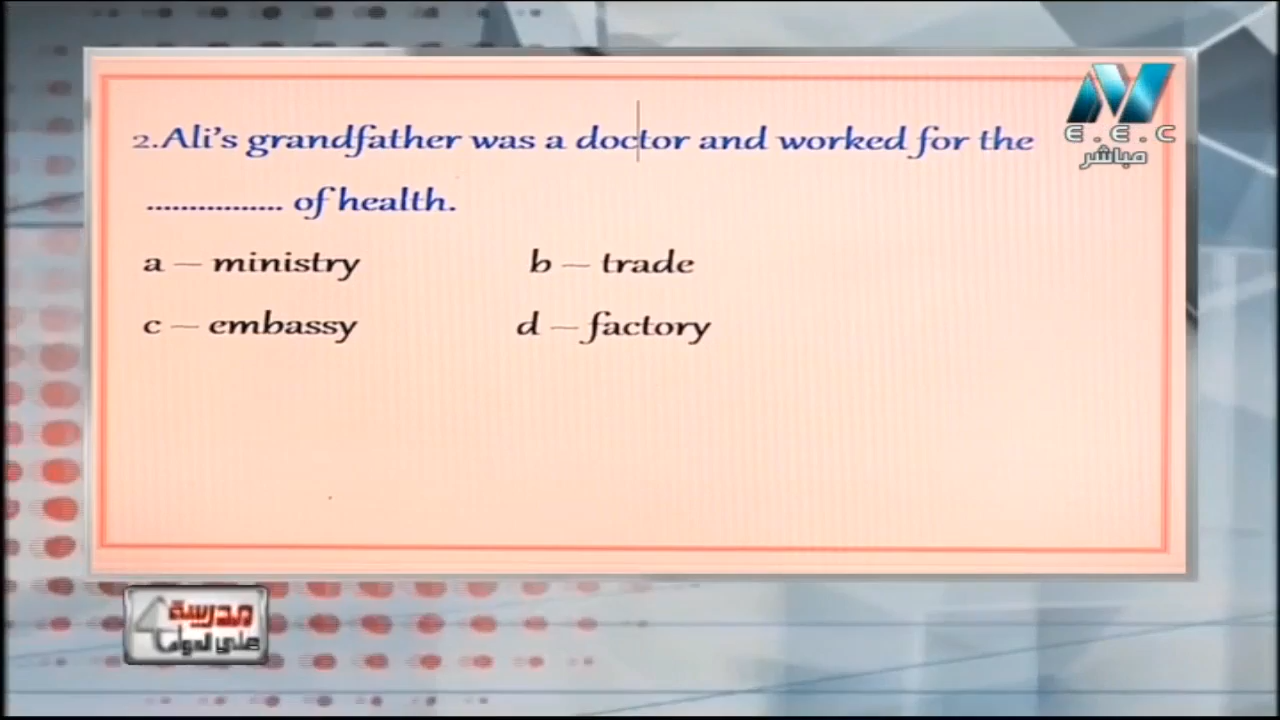 2.Ali's grandfather was a doctor and worked for the
................ of health.
a – ministry b – trade
c – embassy d – factory
E.E.C
مباشر
مدرسة
على الهواء